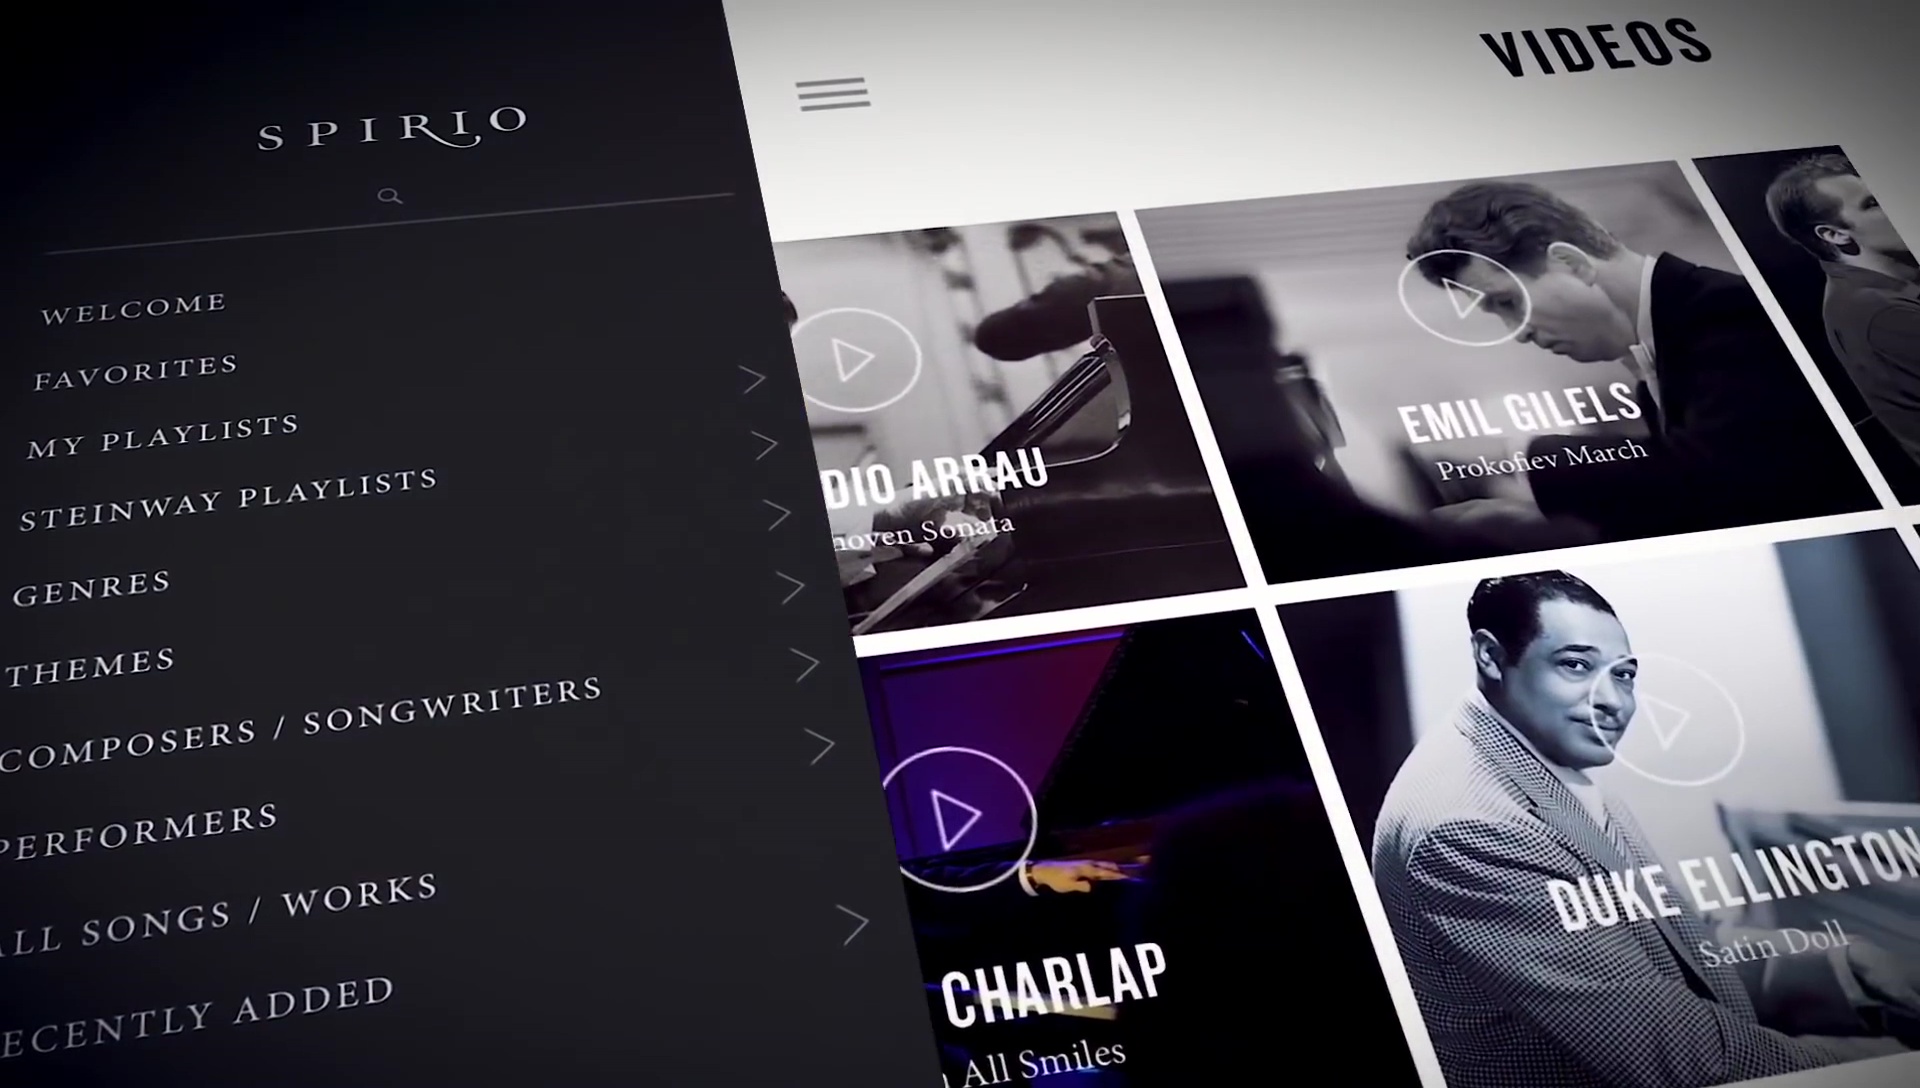 SPIRIO
WELCOME
FAVORITES
MY PLAYLISTS
STEINWAY PLAYLISTS
GENRES
THEMES
COMPOSERS / SONGWRITERS
PERFORMERS
ALL SONGS / WORKS
RECENTLY ADDED
VIDEOS
DIO ARRAU
hoven Sonata
EMIL GILELS
Prokofiev March
CHARLAP
All Smiles
DUKE ELLINGTON
Satin Doll